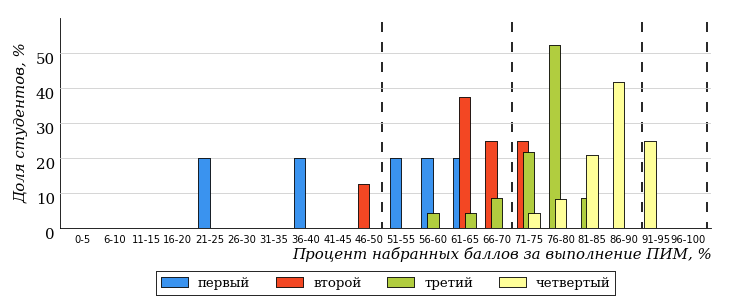 Доля студентов, %
50
40
30
20
10
0
0-5 6-10 11-15 16-20 21-25 26-30 31-35 36-40 41-45 46-50 51-55 56-60 61-65 66-70 71-75 76-80 81-85 86-90 91-95 96-100
Процент набранных баллов за выполнение ПИМ, %
первый второй третий четвертый